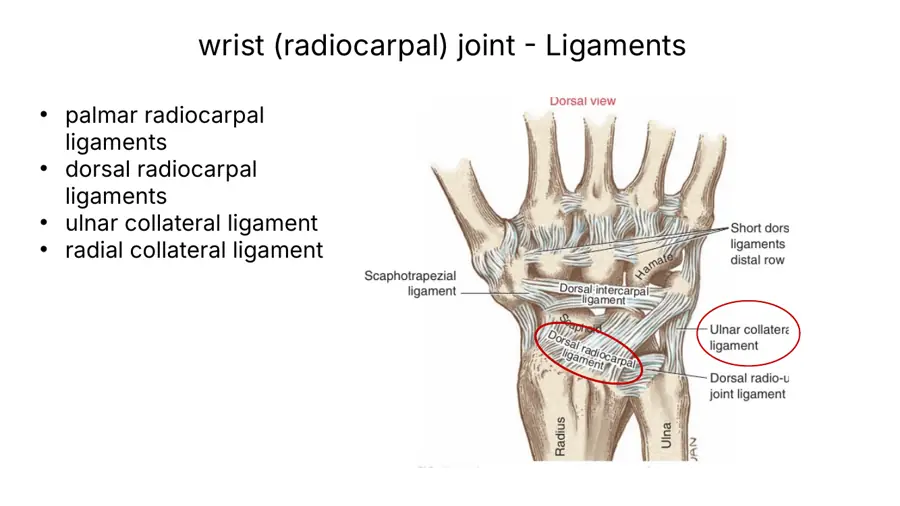 wrist (radiocarpal) joint - Ligaments
• palmar radiocarpal
ligaments
• dorsal radiocarpal
ligaments
• ulnar collateral ligament
• radial collateral ligament
Dorsal view
Short dors
ligaments
distal row
Hamate
Scaphotrapezial
ligament
Dorsal intercarpal
ligament
Scaphoid
Dorsal radiocarpal
ligament
Ulnar collatera
ligament
Dorsal radio-u
joint ligament
Radius
Ulna